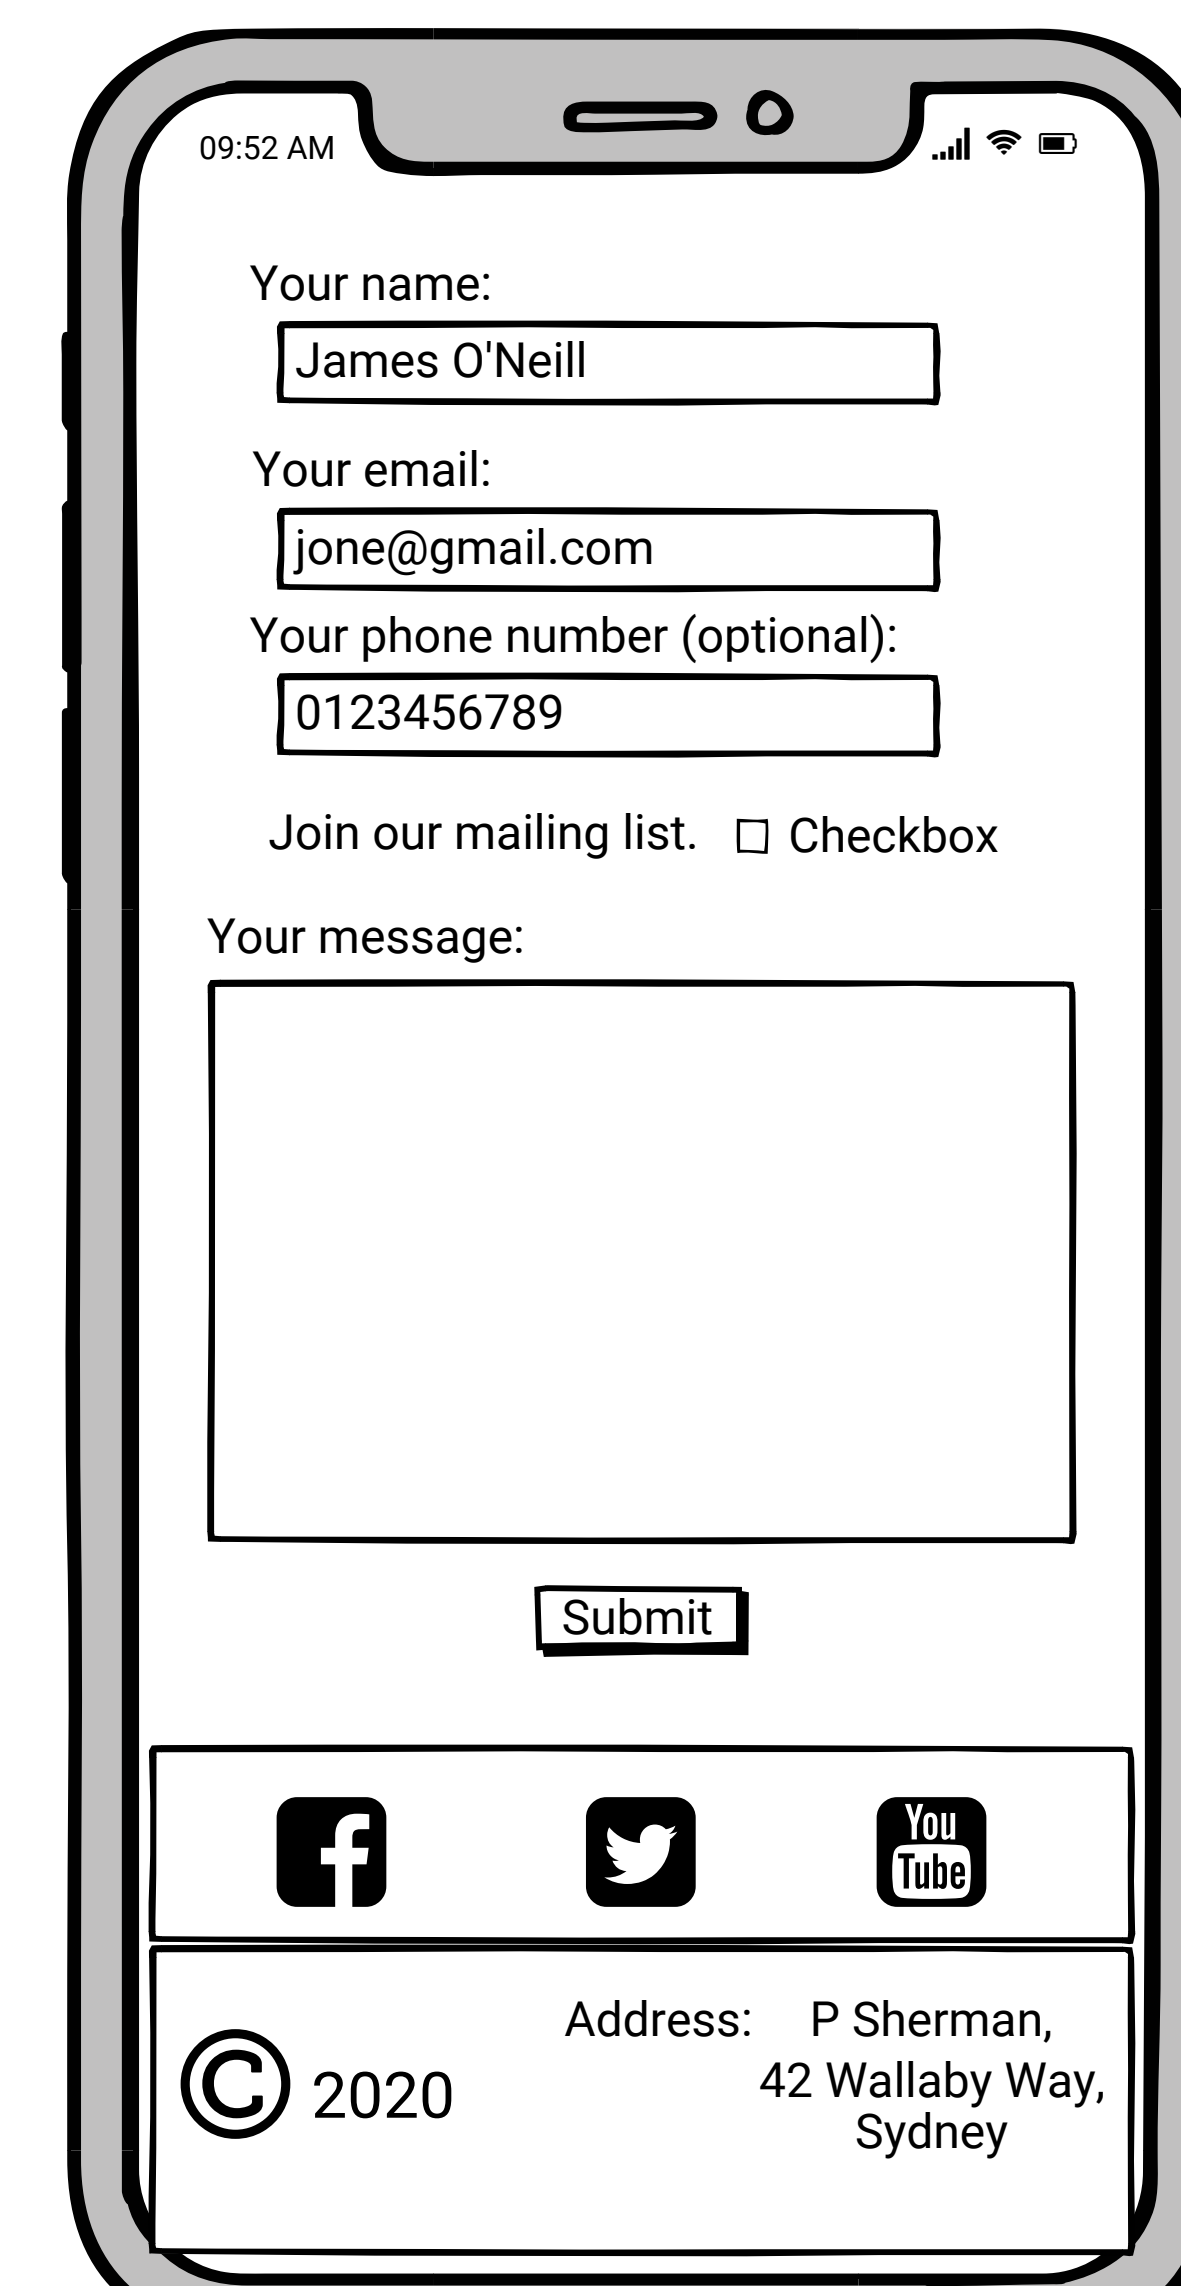 09:52 AM
Your name:
James O'Neill
Your email:
jone@gmail.com
Your phone number (optional):
0123456789
Join our mailing list. Checkbox
Your message:
Submit
You
Tube
Address: P Sherman,
42 Wallaby Way,
Sydney
© 2020